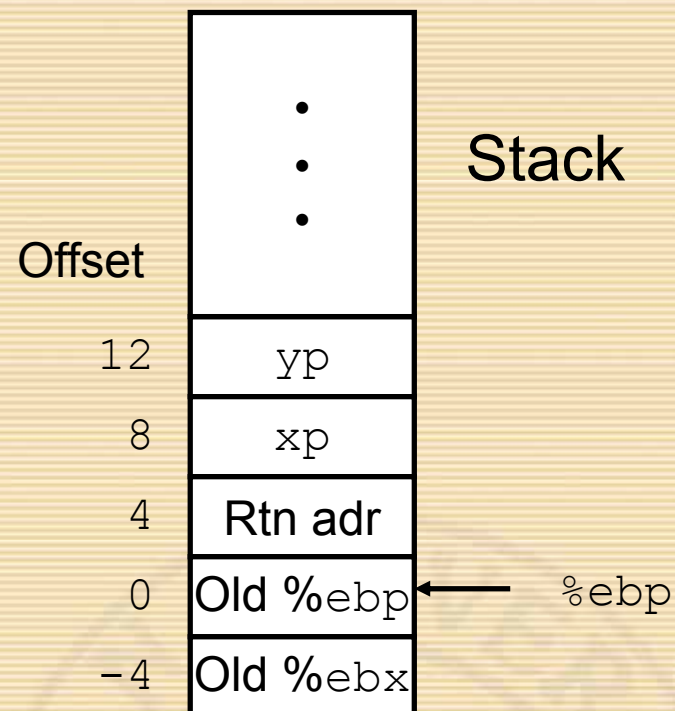 Stack
Offset
12 yp
8 xp
4 Rtn adr
0 Old %ebp %ebp
-4 Old %ebx